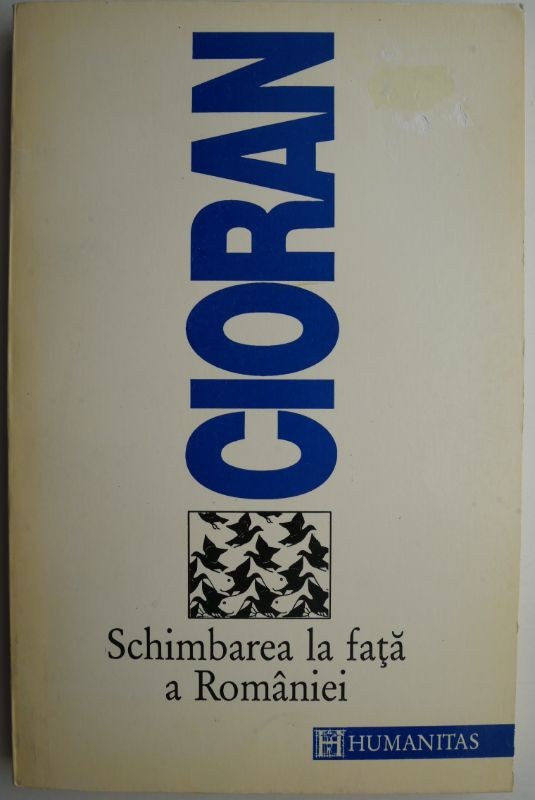 CIORAN
Schimbarea la faţă
a României
HUMANITAS